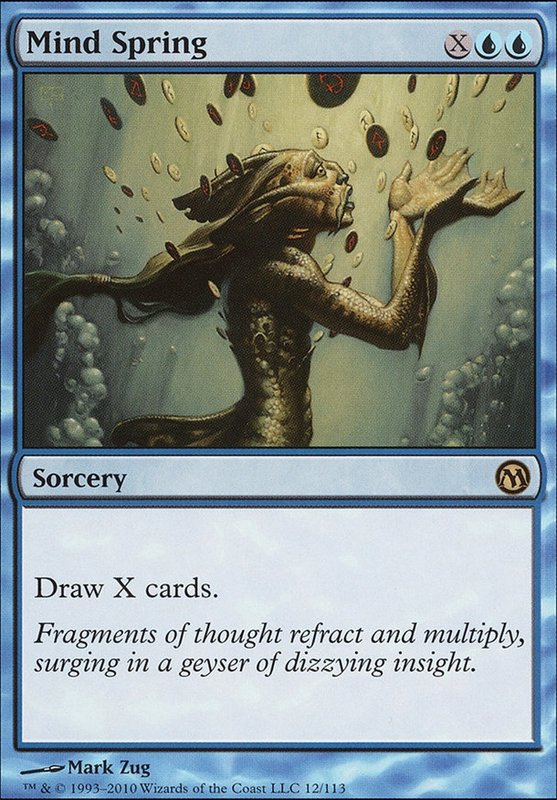 Mind Spring X
Sorcery
Draw X cards.
Fragments of thought refract and multiply,
surging in a geyser of dizzying insight.
Mark Zug
™ & © 1993–2010 Wizards of the Coast LLC 12/113